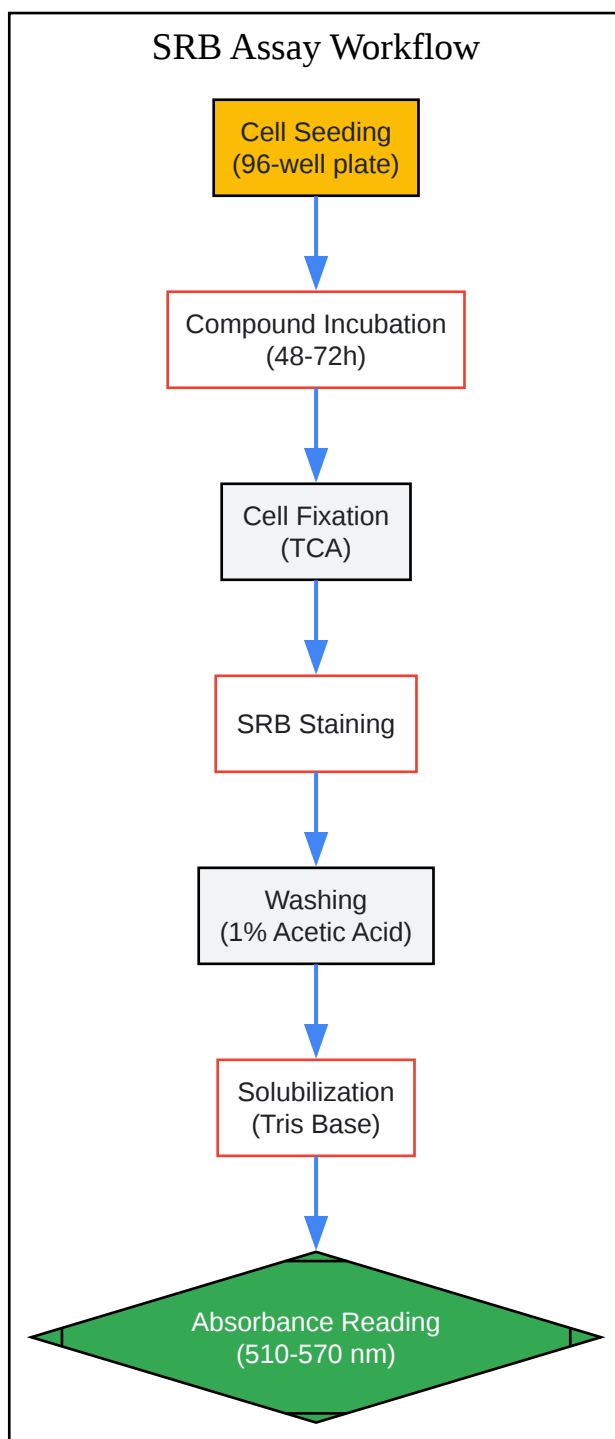 SRB Assay Workflow
Cell Seeding
(96-well plate)
Compound Incubation
(48-72h)
Cell Fixation
(TCA)
SRB Staining
Washing
(1% Acetic Acid)
Solubilization
(Tris Base)
Absorbance Reading
(510-570 nm)